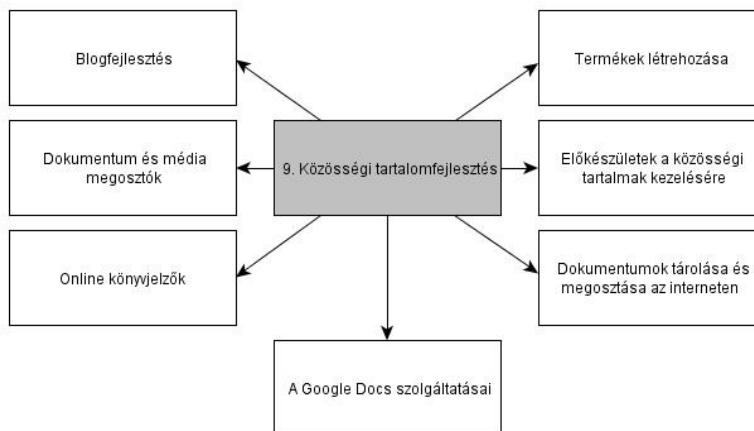 Blogfejlesztés
Termékek létrehozása
Dokumentum és média
megosztók
9. Közösségi tartalomfejlesztés
Előkészületek a közösségi
tartalmak kezelésére
Online könyvjelzők
Dokumentumok tárolása és
megosztása az interneten
A Google Docs szolgáltatásai